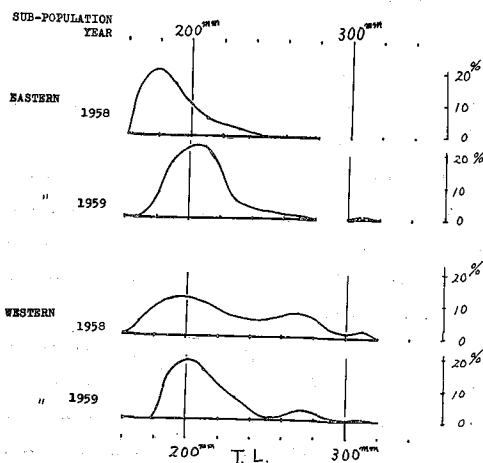 SUB-POPULATION
YEAR
200mm 300mm
20%
10
0
EASTERN 1958
20%
10
0
" 1959
20%
10
0
WESTERN 1958
20%
10
0
" 1959
200mm 300mm
T. L.